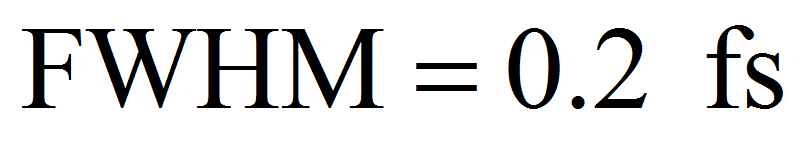 FWHM = 0.2 fs